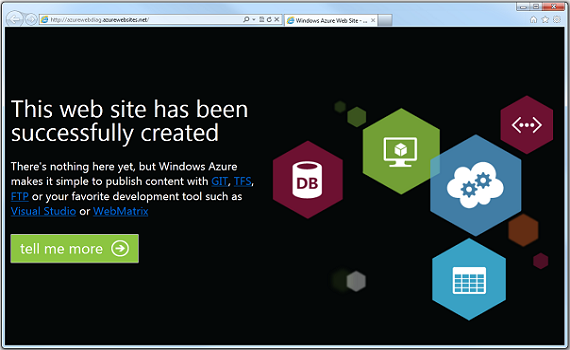 http://azurewebdiag.azurewebsites.net/
Windows Azure Web Site - ...
This web site has been
successfully created
There's nothing here yet, but Windows Azure
makes it simple to publish content with GIT, TFS,
FTP or your favorite development tool such as
Visual Studio or WebMatrix
tell me more
DB